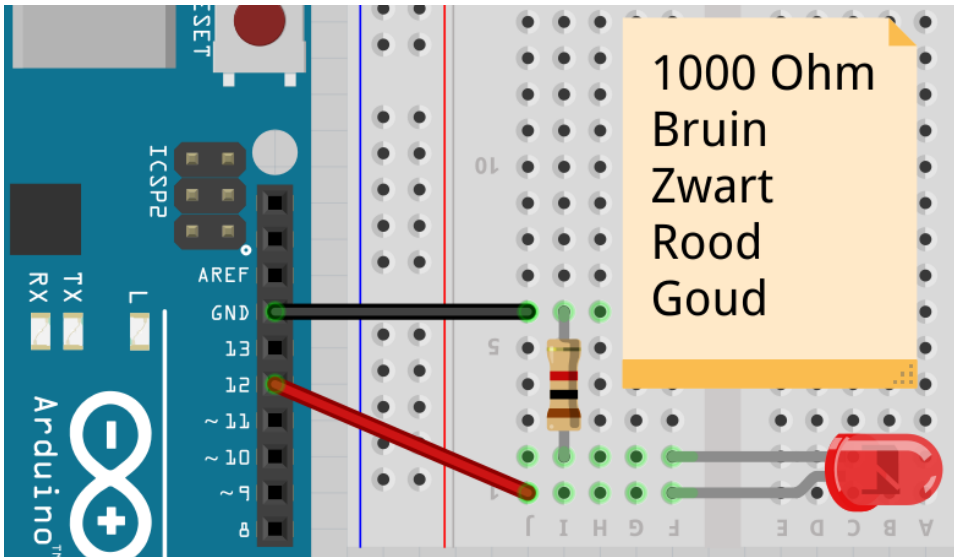 1000 Ohm
Bruin
Zwart
Rood
Goud
RESET
ICSP2
AREF
GND
13
12
~11
~10
~9
8
RX
TX
L
Arduino™
10
5
1
J I H G F E D C B A